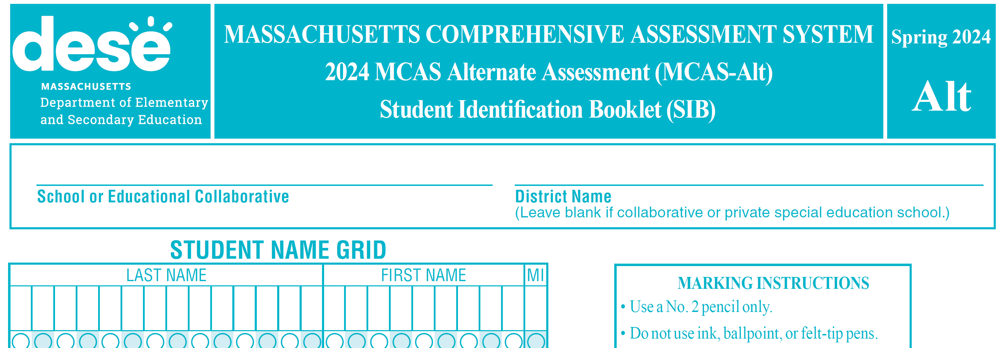 dese
MASSACHUSETTS
Department of Elementary
and Secondary Education
MASSACHUSETTS COMPREHENSIVE ASSESSMENT SYSTEM
2024 MCAS Alternate Assessment (MCAS-Alt)
Student Identification Booklet (SIB)
Spring 2024
Alt
School or Educational Collaborative
District Name
(Leave blank if collaborative or private special education school.)
STUDENT NAME GRID
LAST NAME
FIRST NAME
MI
MARKING INSTRUCTIONS
• Use a No. 2 pencil only.
• Do not use ink, ballpoint, or felt-tip pens.